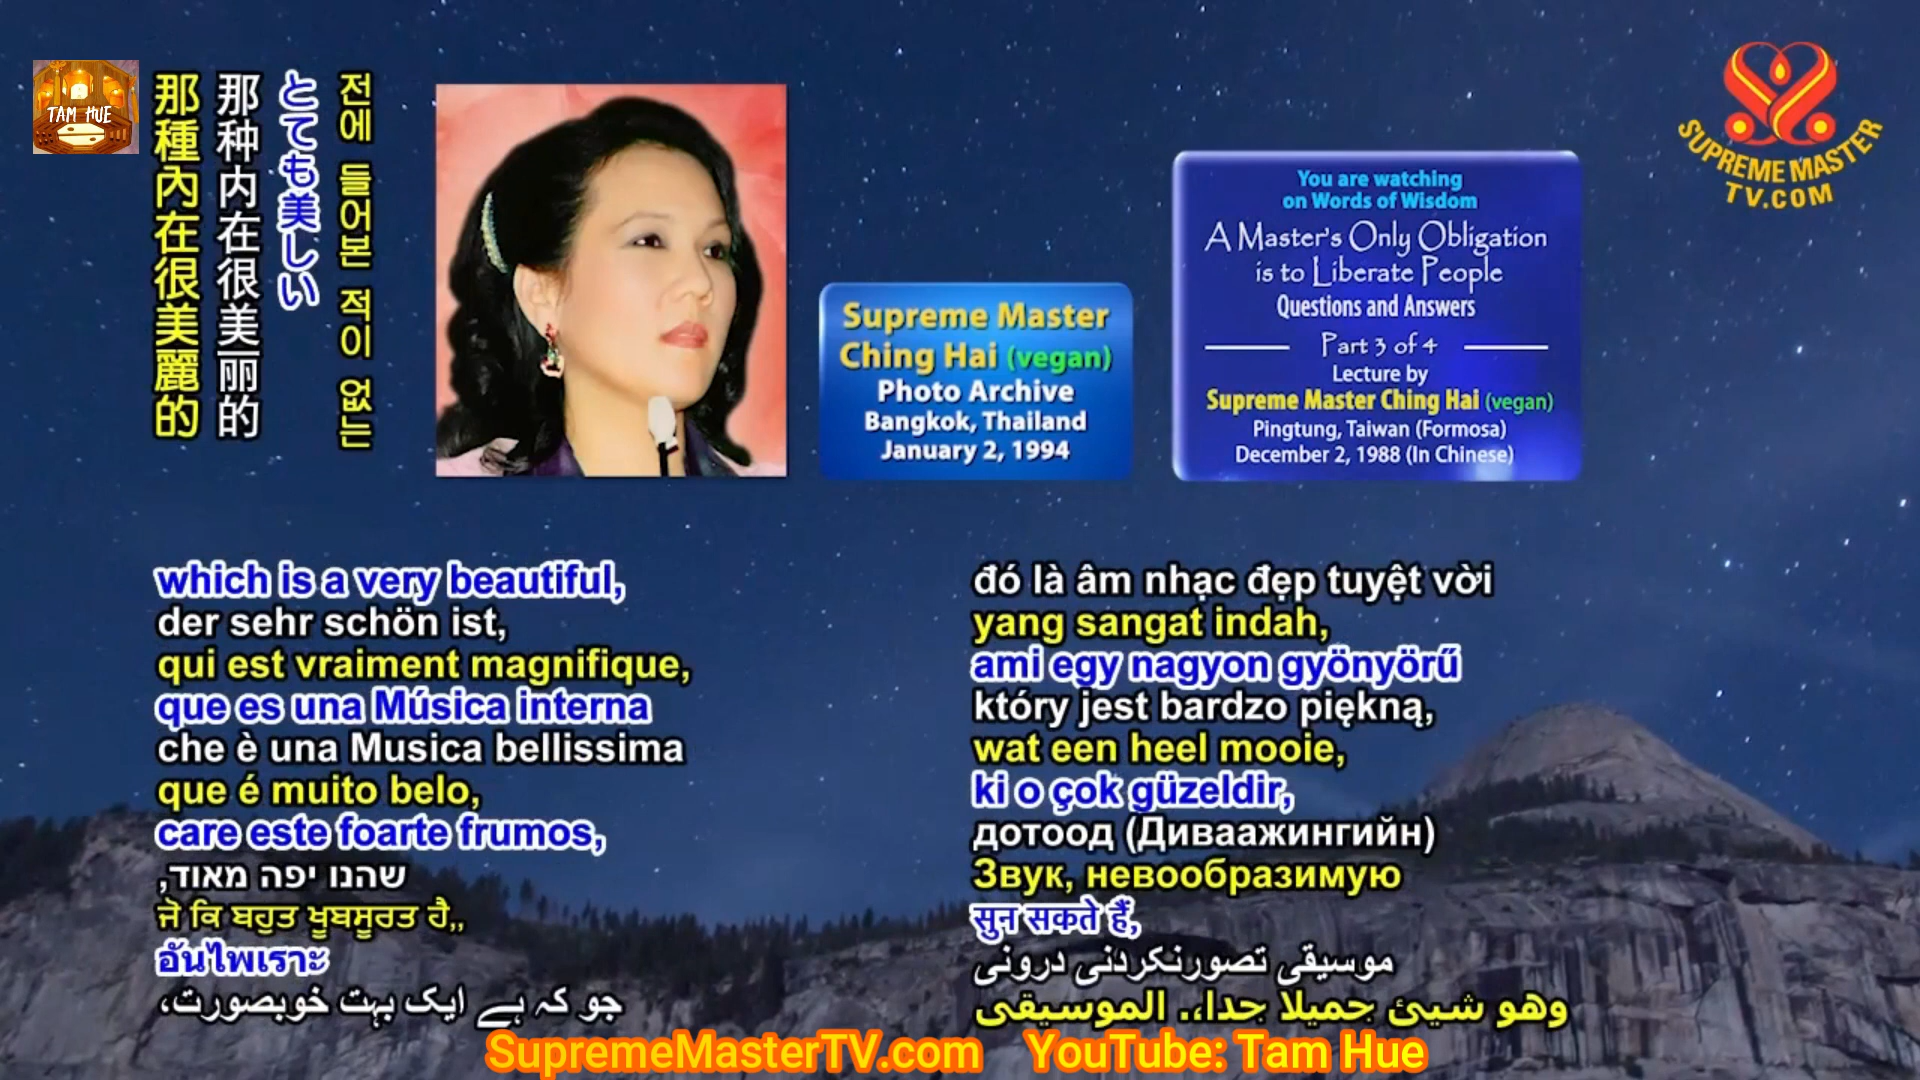 TAM HUE
那種內在很美麗的
那种内在很美丽的
とても美しい
전에 들어본 적이 없는
Supreme Master
Ching Hai (vegan)
Photo Archive
Bangkok, Thailand
January 2, 1994
You are watching
on Words of Wisdom
A Master's Only Obligation
is to Liberate People
Questions and Answers
Part 3 of 4
Lecture by
Supreme Master Ching Hai (vegan)
Pingtung, Taiwan (Formosa)
December 2, 1988 (In Chinese)
SUPREME MASTER
TV.COM
which is a very beautiful,
der sehr schön ist,
qui est vraiment magnifique,
que es una Música interna
che è una Musica bellissima
que é muito belo,
care este foarte frumos,
שהנו יפה מאוד,
ਜੋ ਕਿ ਬਹੁਤ ਖੂਬਸੂਰਤ ਹੈ,,
อันไพเราะ
جو کہ ہے ایک بہت خوبصورت،
đó là âm nhạc đẹp tuyệt vời
yang sangat indah,
ami egy nagyon gyönyörű
który jest bardzo piękną,
wat een heel mooie,
ki o çok güzeldir,
дотоод (Диваажингийн)
Звук, невообразимую
सुन सकते हैं,
موسیقی تصورنکردنی درونی
وهو شيئ جميلا جدا،. الموسيقى
SupremeMasterTV.com YouTube: Tam Hue